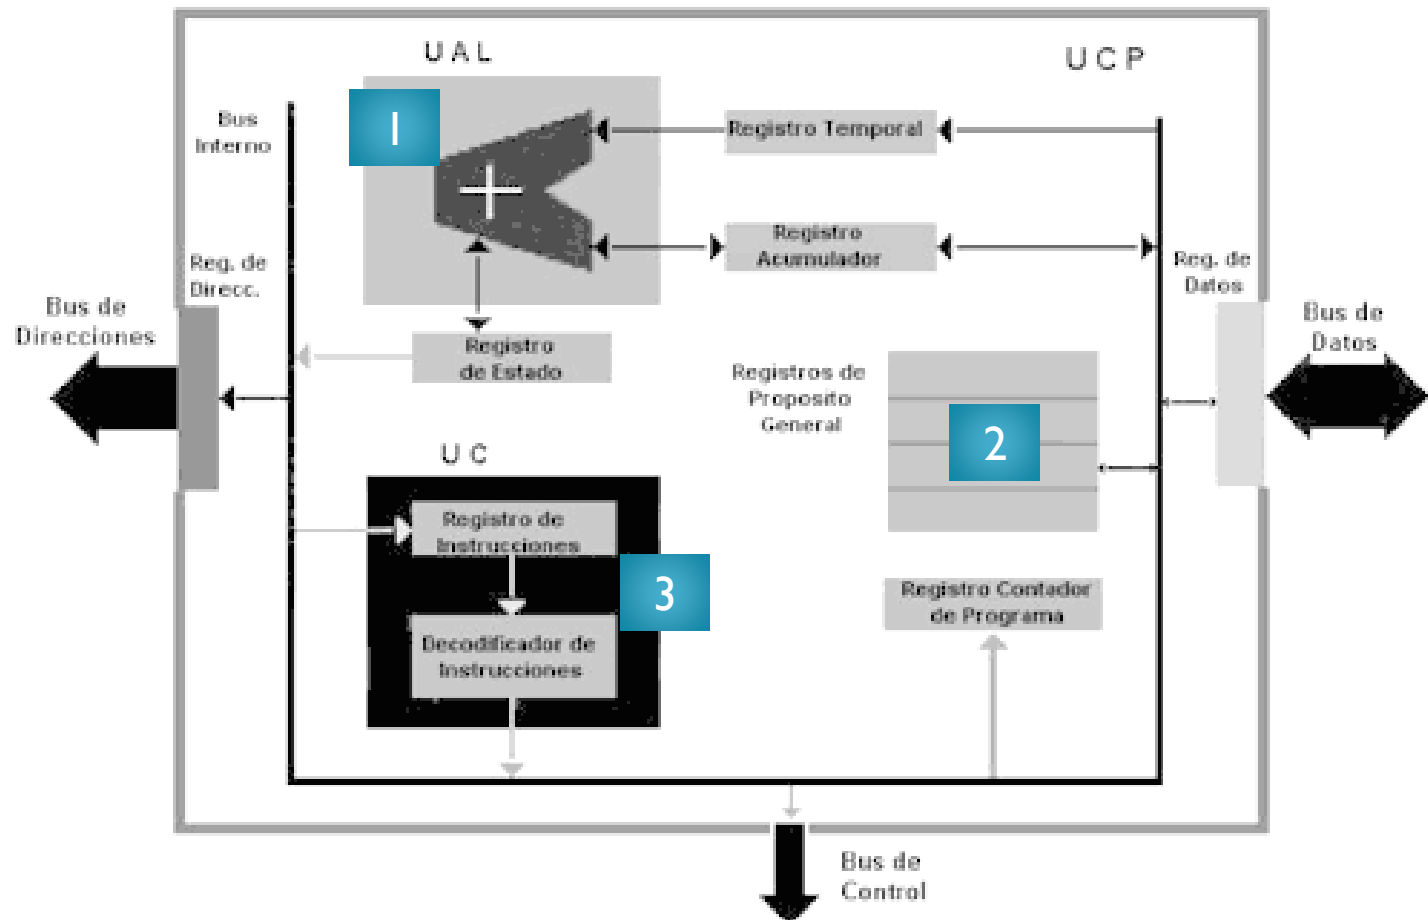 UAL
UCP
Bus
Interno
1
Registro Temporal
Registro
Acumulador
Reg. de
Direcc.
Reg. de
Datos
Bus de
Direcciones
Bus de
Datos
Registro
de Estado
Registros de
Proposito
General
2
UC
Registro de
Instrucciones
3
Registro Contador
de Programa
Decodificador de
Instrucciones
Bus de
Control